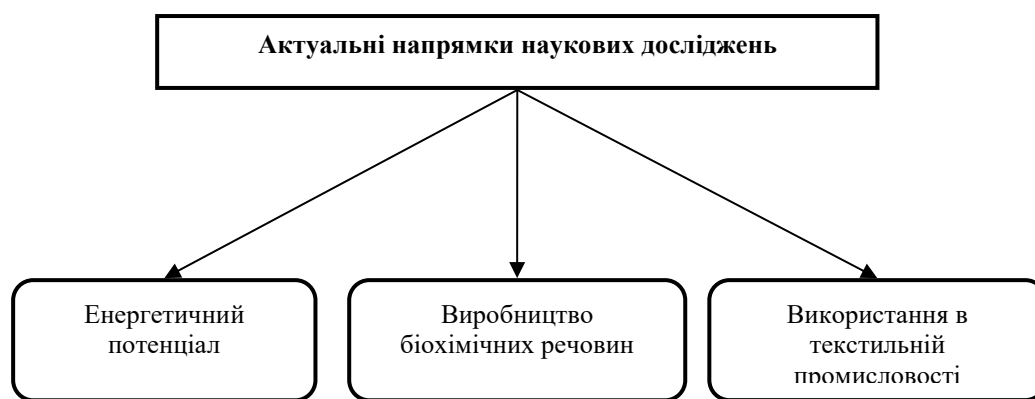 Актуальні напрямки наукових досліджень
Енергетичний
потенціал
Виробництво
біохімічних речовин
Використання в
текстильній
промисловості